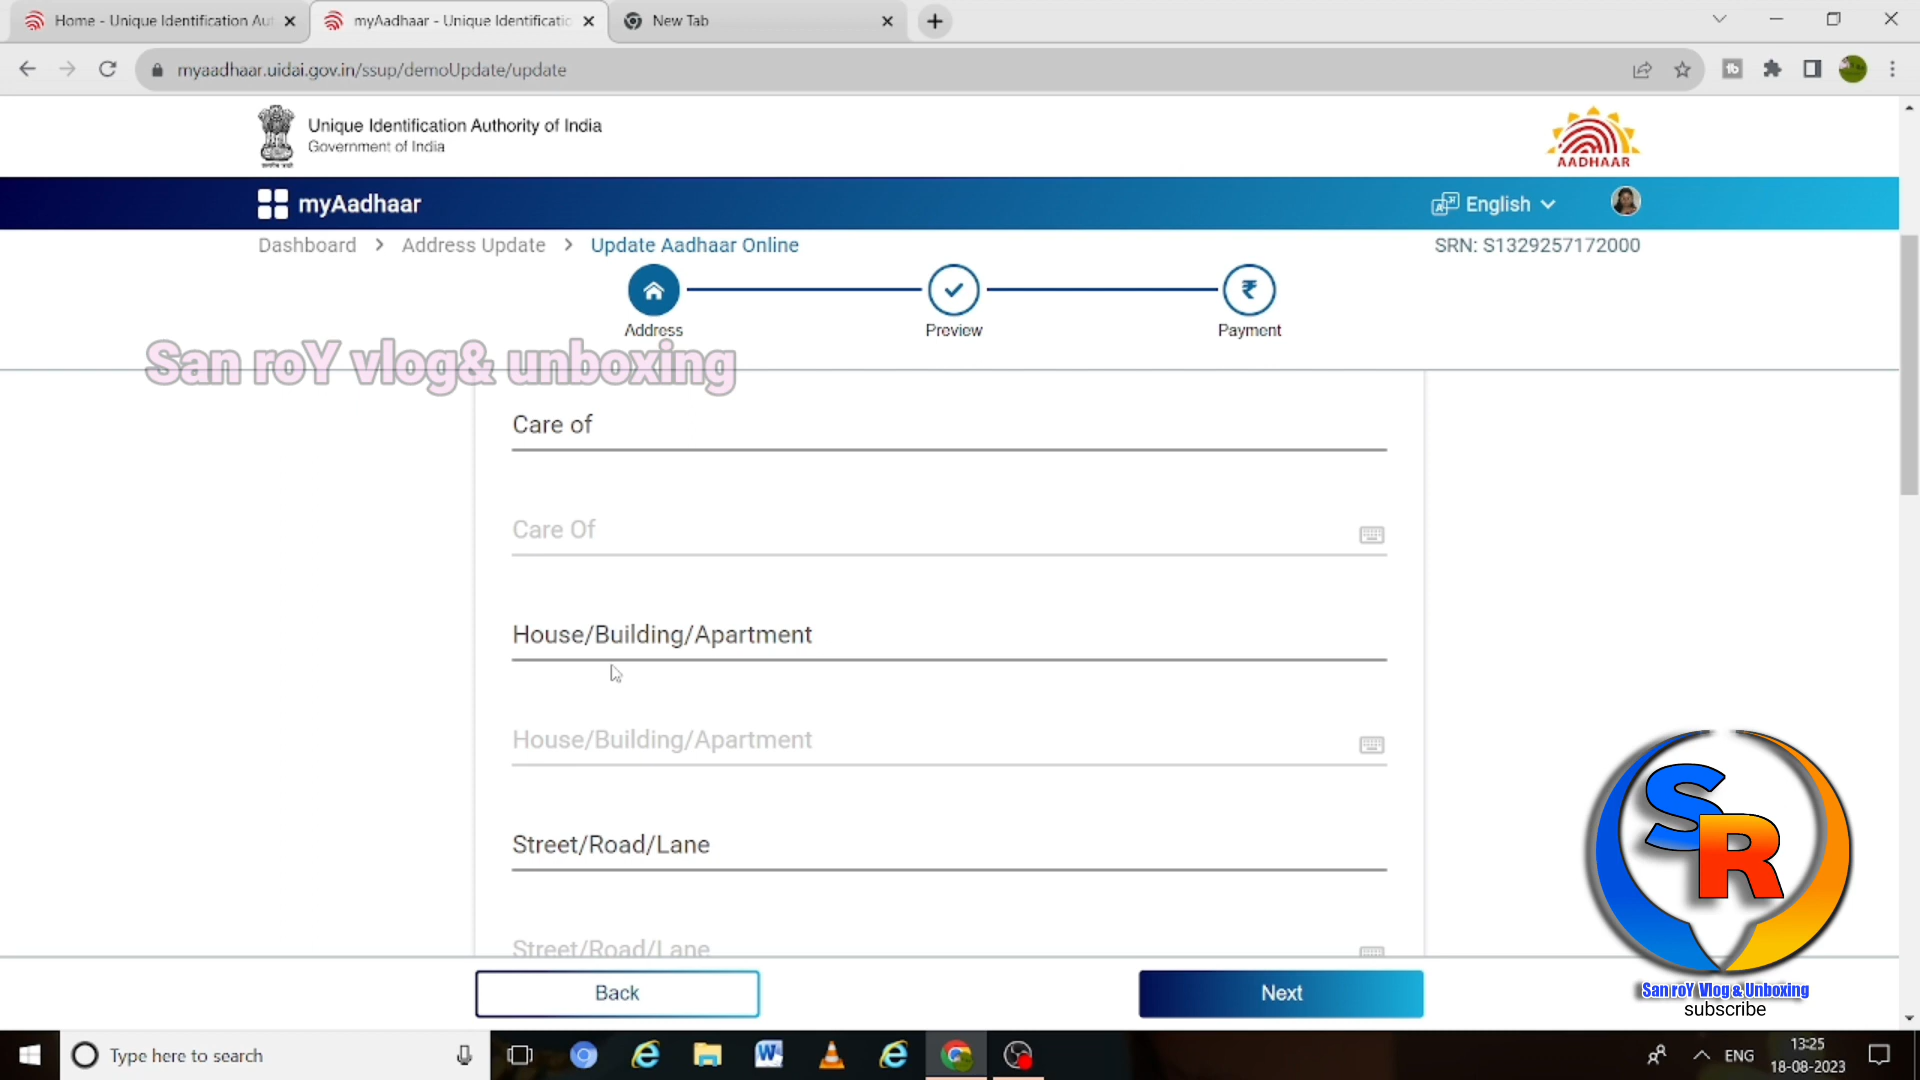 Home - Unique Identification Aut
myAadhaar - Unique Identificatic
New Tab
myaadhaar.uidai.gov.in/ssup/demoUpdate/update
Unique Identification Authority of India
Government of India
AADHAAR
myAadhaar
English
Dashboard > Address Update > Update Aadhaar Online
SRN: S1329257172000
Address
Preview
₹
Payment
San roY vlog& unboxing
Care of
Care Of
House/Building/Apartment
House/Building/Apartment
Street/Road/Lane
Street/Road/Lane
Back
Next
SR
San roY Vlog & Unboxing
subscribe
Type here to search
ENG
13:25
18-08-2023